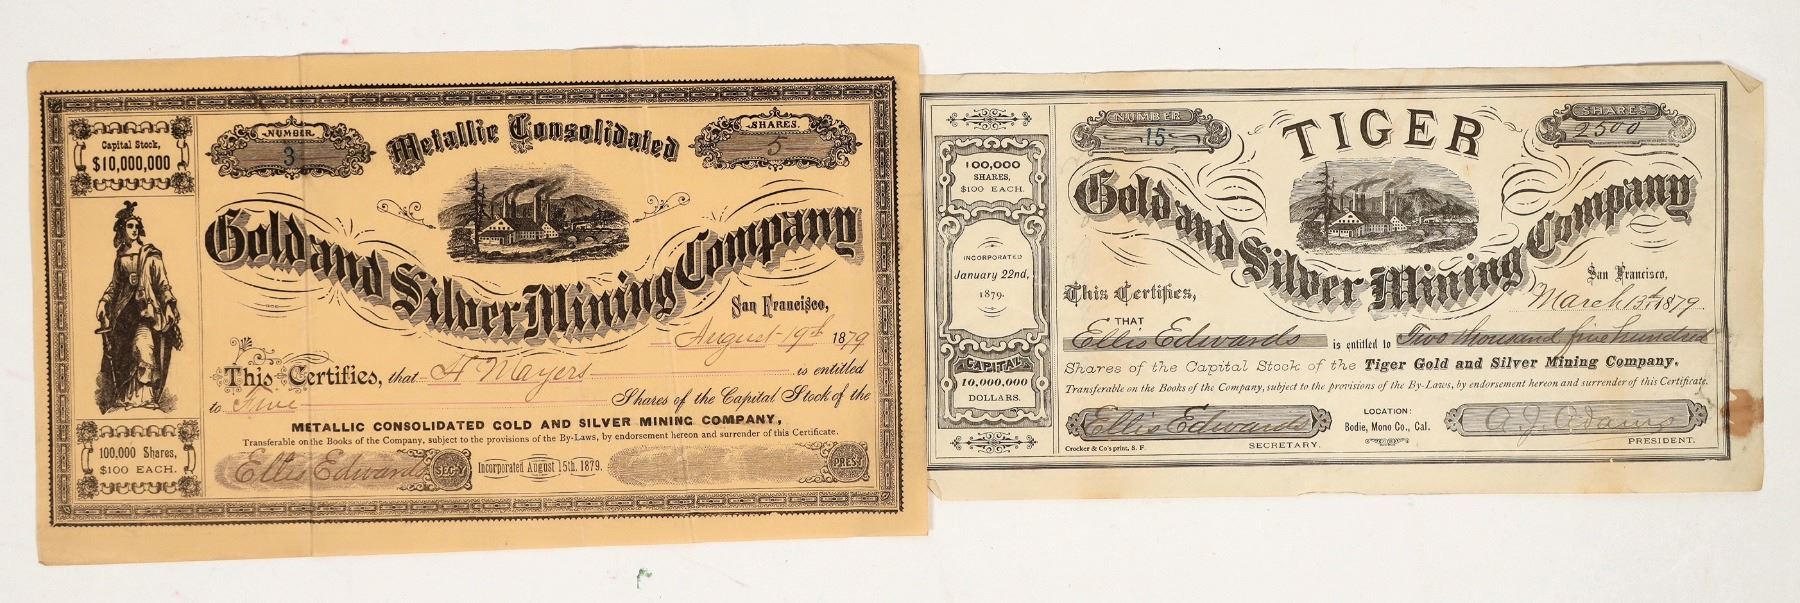 NUMBER.
3
Metallic Consolidated
SHARES.
5
Capital Stock,
$10,000,000
Gold and Silver Mining Company
San Francisco,
August 19th 1879
This Certifies, that H Mayers is entitled
to Five Shares of the Capital Stock of the
METALLIC CONSOLIDATED GOLD AND SILVER MINING COMPANY,
Transferable on the Books of the Company, subject to the provisions of the By-Laws, by endorsement hereon and surrender of this Certificate.
100,000 Shares,
$100 EACH.
Ellis Edwards SEC-Y Incorporated August 15th, 1879. PREST
NUMBER
15
TIGER
SHARES
2500
100,000
SHARES,
$100 EACH.
Gold and Silver Mining Company
INCORPORATED
January 22nd,
1879.
San Francisco,
This Certifies,
March 13th 1879
THAT
Ellis Edwards is entitled to Two thousand five hundred
Shares of the Capital Stock of the Tiger Gold and Silver Mining Company.
CAPITAL
10,000,000
DOLLARS.
Transferable on the Books of the Company, subject to the provisions of the By-Laws, by endorsement hereon and surrender of this Certificate.
Ellis Edwards
SECRETARY.
LOCATION:
Bodie, Mono Co., Cal.
A. J. Adams
PRESIDENT.
Crocker & Co's print, S. F.